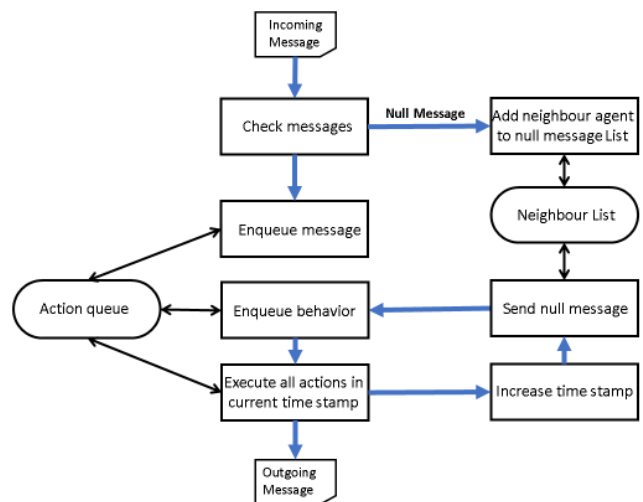 Incoming
Message
Check messages
Null Message
Add neighbour agent
to null message List
Enqueue message
Neighbour List
Action queue
Enqueue behavior
Send null message
Execute all actions in
current time stamp
Increase time stamp
Outgoing
Message